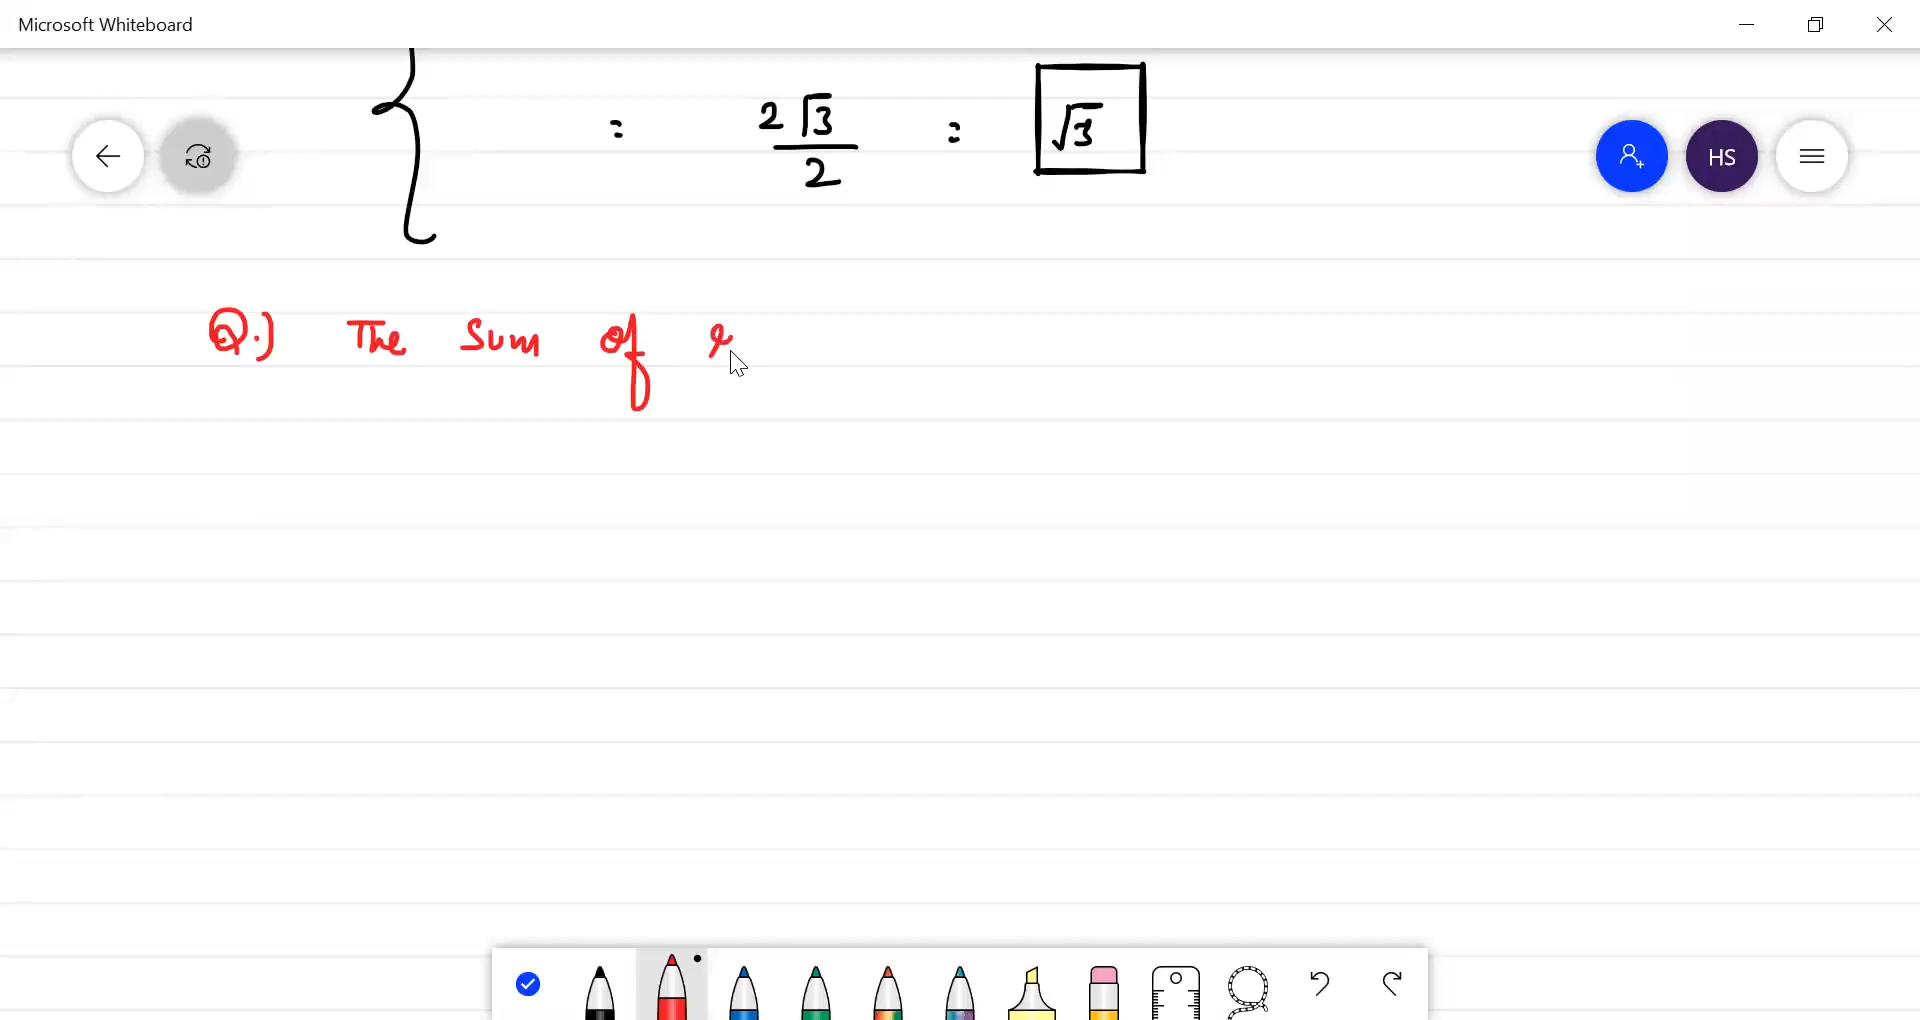 Microsoft Whiteboard
= 2√3/2 = √3
HS
Q.) The Sum of